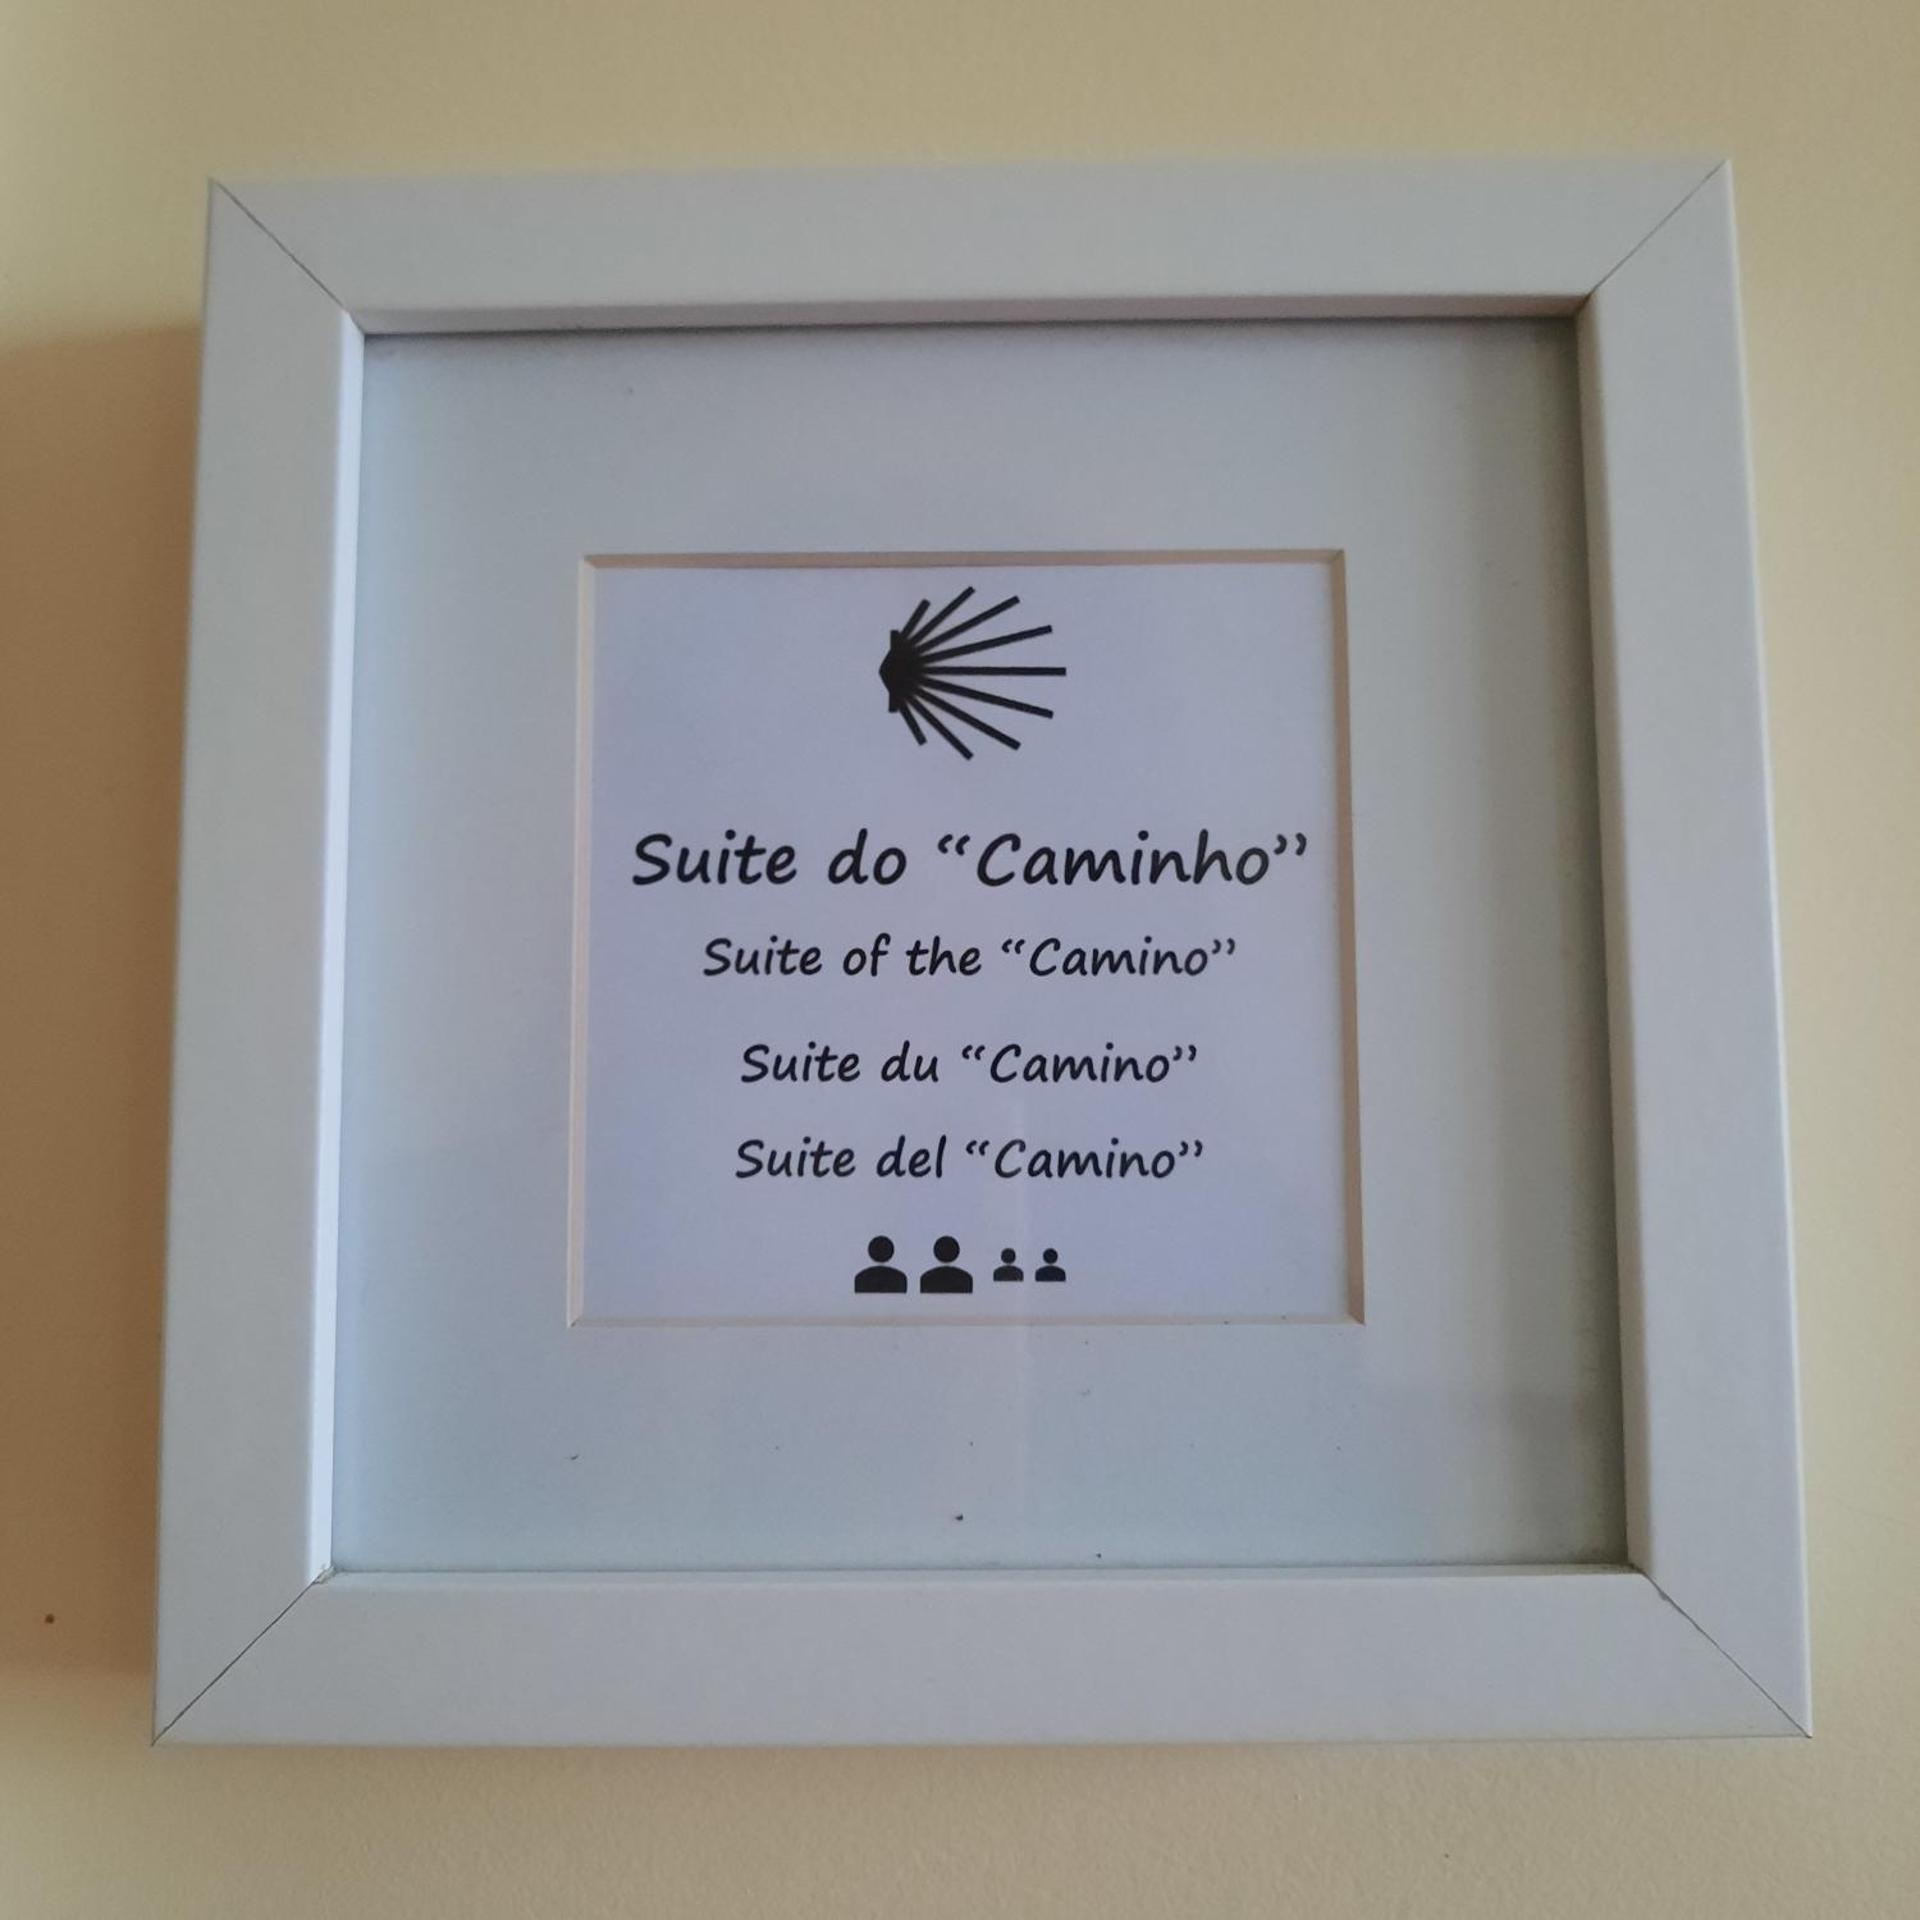 Suite do “Caminho”
Suite of the “Camino”
Suite du “Camino”
Suite del “Camino”